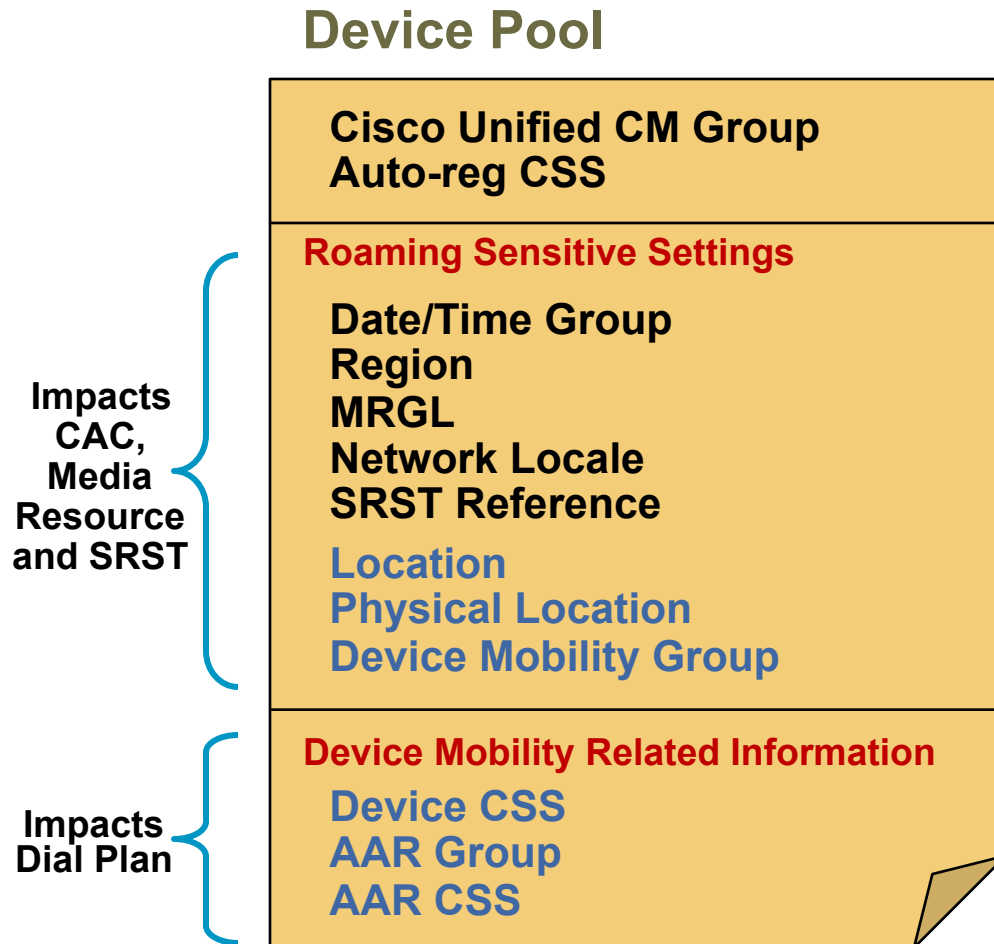 Device Pool
Cisco Unified CM Group
Auto-reg CSS
Roaming Sensitive Settings
Date/Time Group
Region
MRGL
Network Locale
SRST Reference
Location
Physical Location
Device Mobility Group
Impacts
CAC,
Media
Resource
and SRST
Device Mobility Related Information
Device CSS
AAR Group
AAR CSS
Impacts
Dial Plan